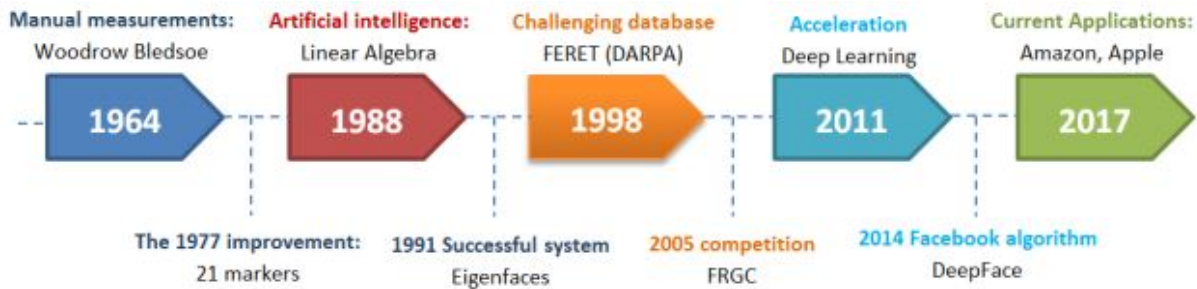 Manual measurements:
Woodrow Bledsoe
Artificial intelligence:
Linear Algebra
Challenging database
FERET (DARPA)
Acceleration
Deep Learning
Current Applications:
Amazon, Apple
1964
1988
1998
2011
2017
The 1977 improvement:
21 markers
1991 Successful system
Eigenfaces
2005 competition
FRGC
2014 Facebook algorithm
DeepFace